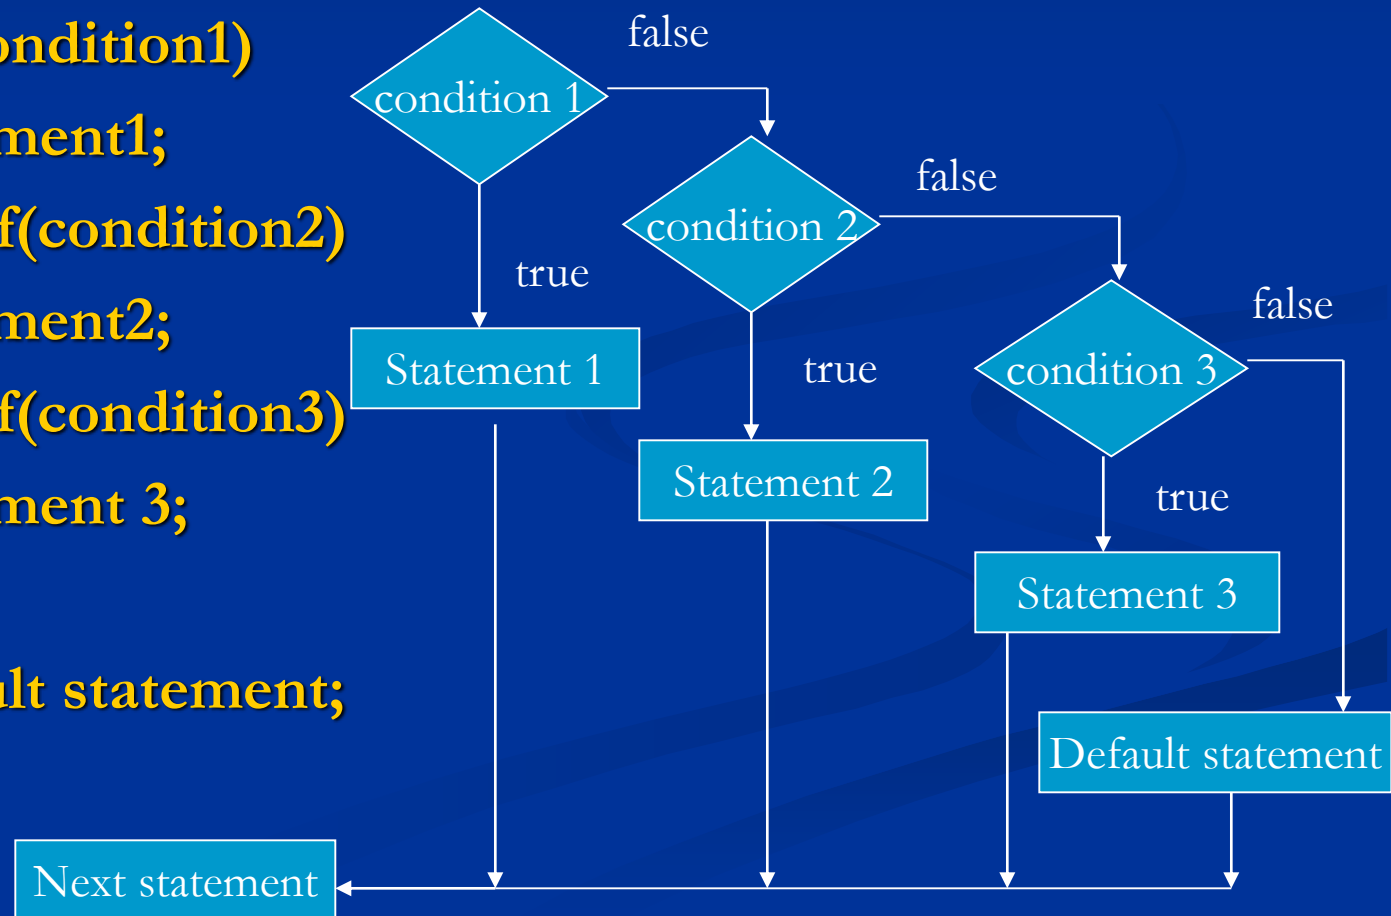 ondition1)
ment1;
f(condition2)
ment2;
f(condition3)
ment 3;
ult statement;
condition 1
false
true
Statement 1
condition 2
false
true
Statement 2
condition 3
false
true
Statement 3
Default statement
Next statement